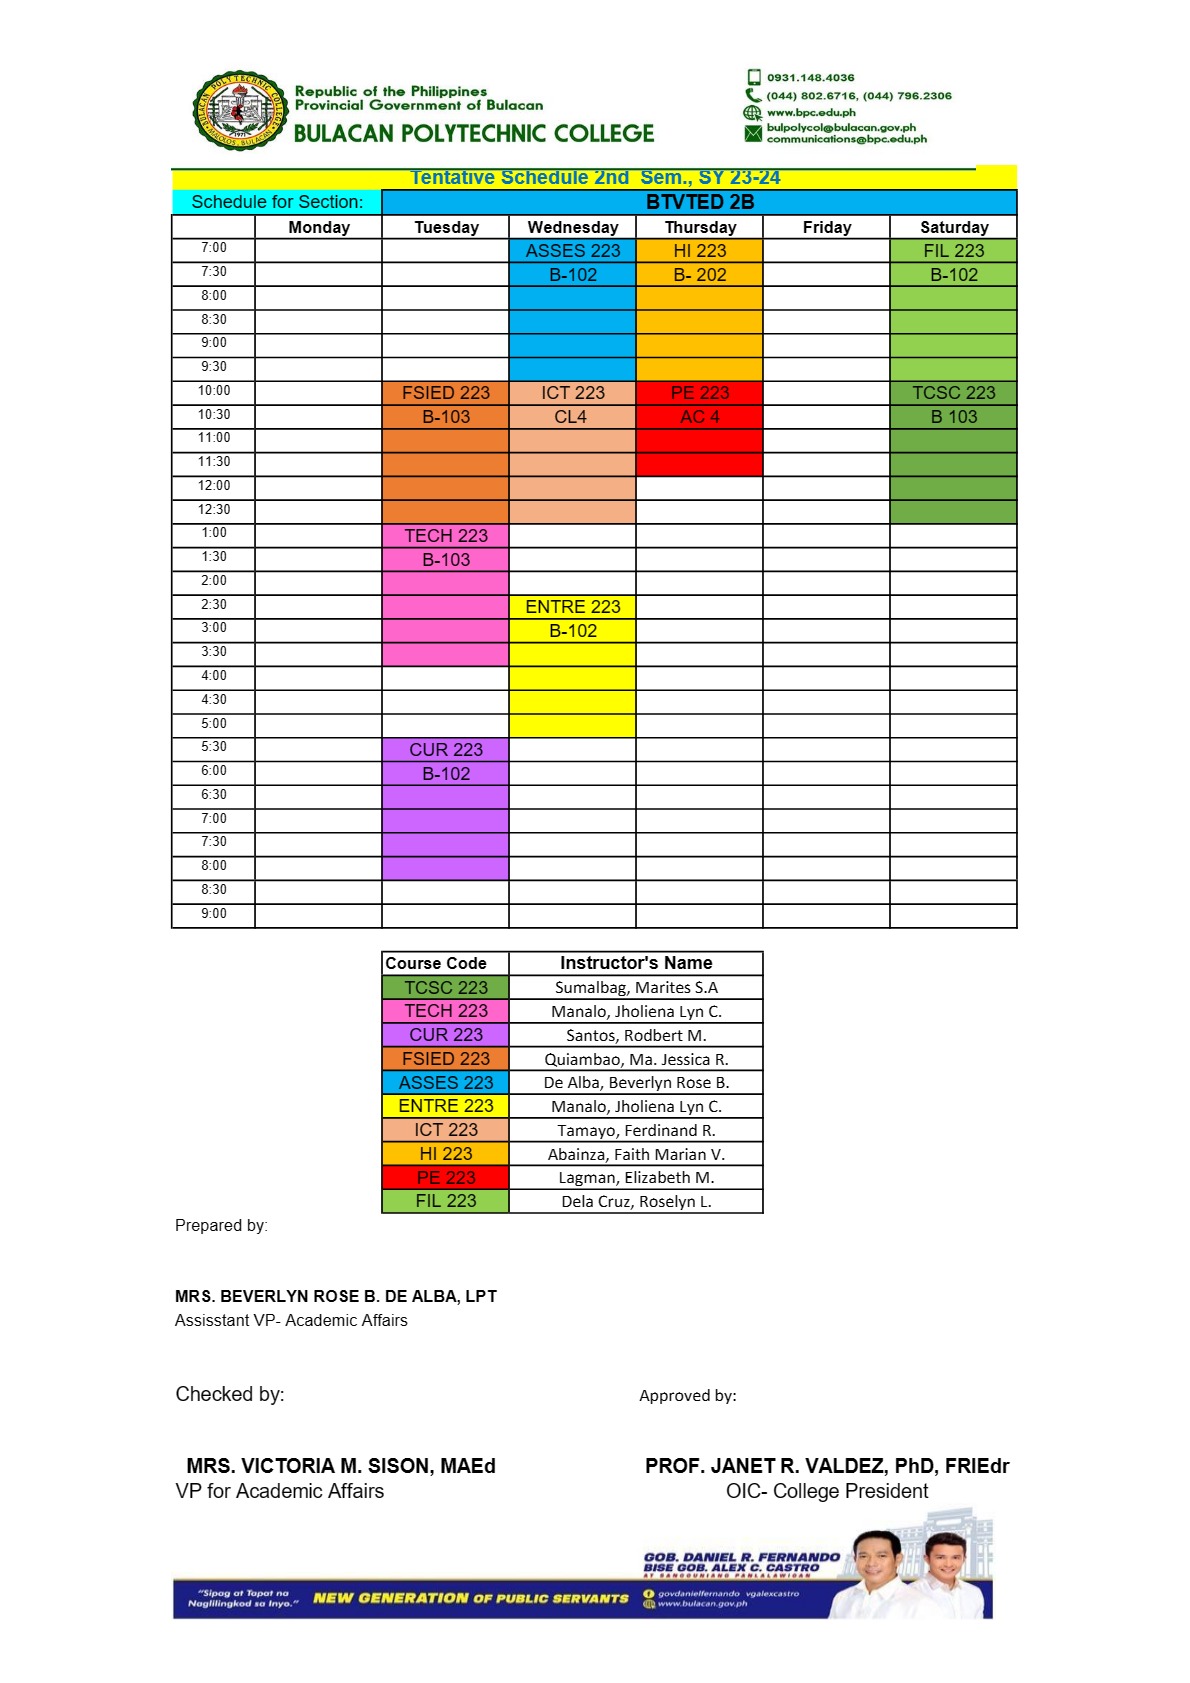 BULACAN POLYTECHNIC COLLEGE
1971
MALOLOS, BULACAN
Republic of the Philippines
Provincial Government of Bulacan
BULACAN POLYTECHNIC COLLEGE
0931.148.4036
(044) 802.6716, (044) 796.2306
www.bpc.edu.ph
bulpolycol@bulacan.gov.ph
communications@bpc.edu.ph
Tentative Schedule 2nd Sem., SY 23-24
Schedule for Section: BTVTED 2B
Monday Tuesday Wednesday Thursday Friday Saturday
7:00 ASSES 223 HI 223 FIL 223
7:30 B-102 B- 202 B-102
8:00
8:30
9:00
9:30
10:00 FSIED 223 ICT 223 PE 223 TCSC 223
10:30 B-103 CL4 AC 4 B 103
11:00
11:30
12:00
12:30
1:00 TECH 223
1:30 B-103
2:00
2:30 ENTRE 223
3:00 B-102
3:30
4:00
4:30
5:00
5:30 CUR 223
6:00 B-102
6:30
7:00
7:30
8:00
8:30
9:00
Course Code Instructor's Name
TCSC 223 Sumalbag, Marites S.A
TECH 223 Manalo, Jholiena Lyn C.
CUR 223 Santos, Rodbert M.
FSIED 223 Quiambao, Ma. Jessica R.
ASSES 223 De Alba, Beverlyn Rose B.
ENTRE 223 Manalo, Jholiena Lyn C.
ICT 223 Tamayo, Ferdinand R.
HI 223 Abainza, Faith Marian V.
PE 223 Lagman, Elizabeth M.
FIL 223 Dela Cruz, Roselyn L.
Prepared by:
MRS. BEVERLYN ROSE B. DE ALBA, LPT
Assisstant VP- Academic Affairs
Checked by: Approved by:
MRS. VICTORIA M. SISON, MAEd PROF. JANET R. VALDEZ, PhD, FRIEdr
VP for Academic Affairs OIC- College President
GOB. DANIEL R. FERNANDO
BISE GOB. ALEX C. CASTRO
AT SANGGUNIANG PANLALAWIGAN
"Sipag at Tapat na
Naglilingkod sa Inyo."
NEW GENERATION OF PUBLIC SERVANTS
govdanielfernando vgalexcastro
www.bulacan.gov.ph